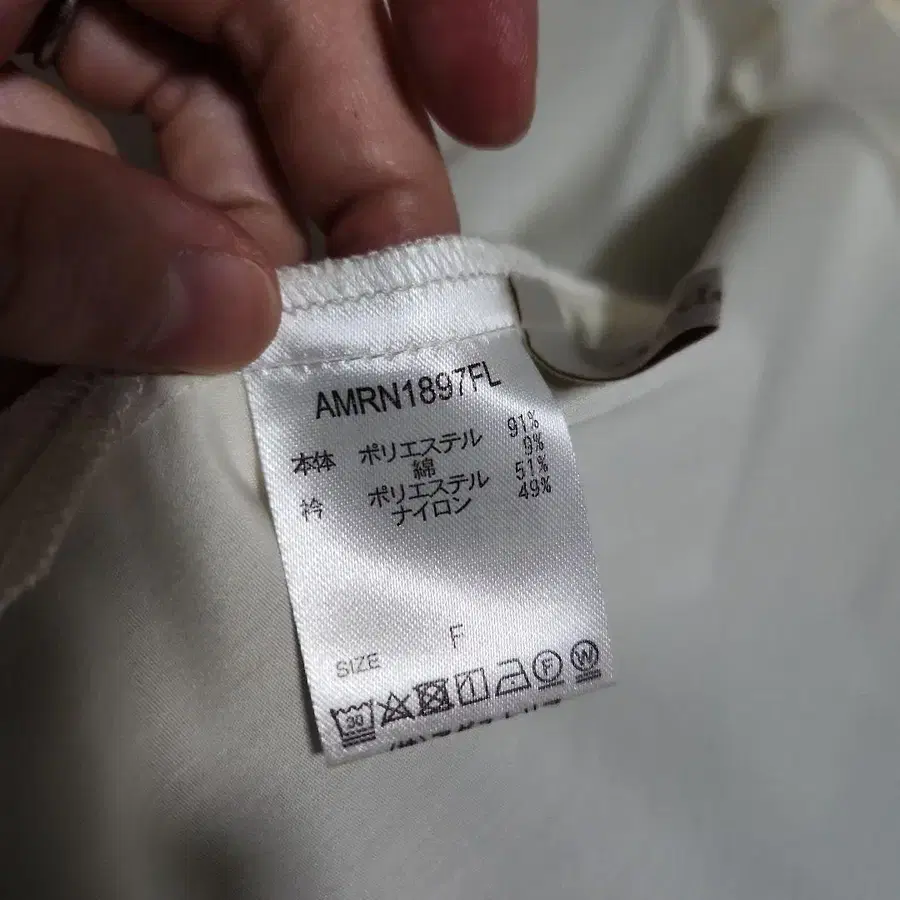 AMRN1897FL
本体 ポリエステル 91%
綿 9%
衿 ポリエステル 51%
ナイロン 49%
SIZE F
30 F W